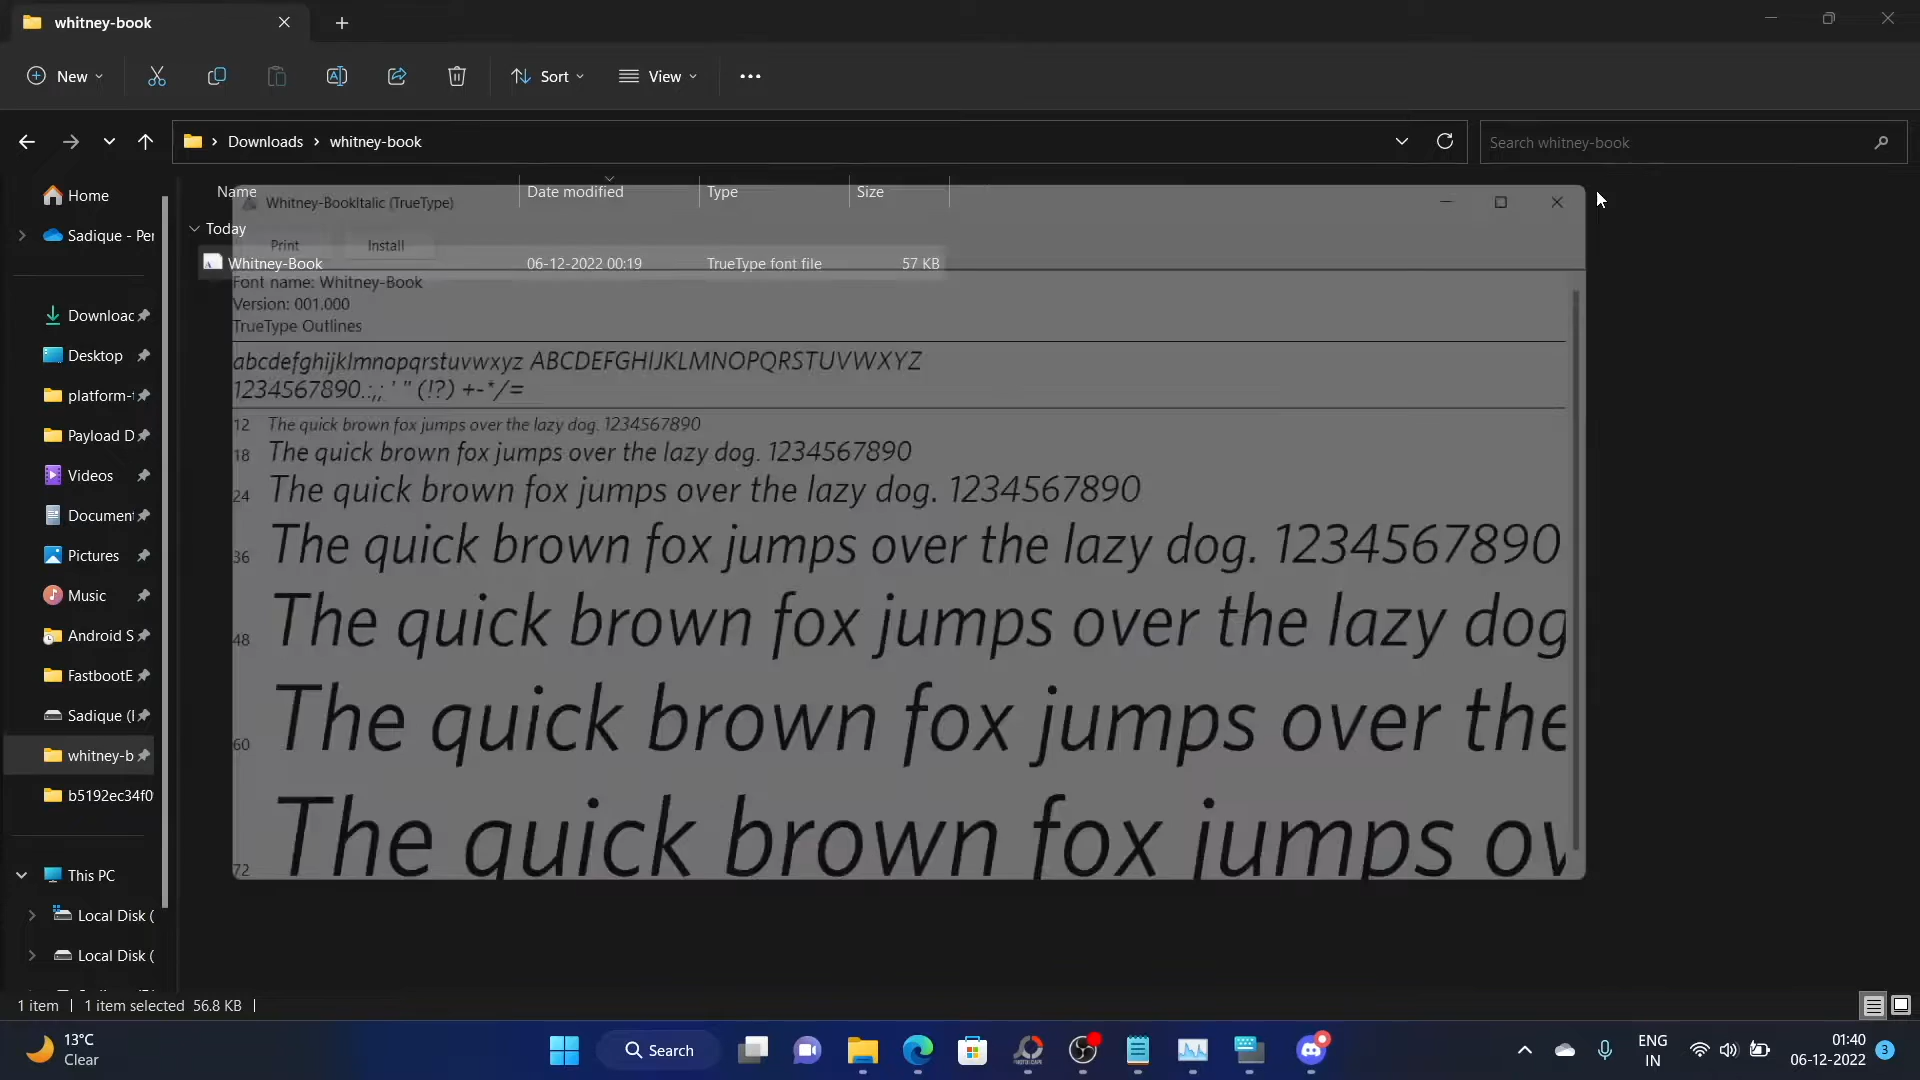 whitney-book
New
Sort
View
Downloads
whitney-book
Search whitney-book
Home
Sadique - Per
Downloac
Desktop
platform-t
Payload D
Videos
Document
Pictures
Music
Android S
FastbootE
Sadique (I
whitney-b
b5192ec34f0
This PC
Local Disk (
Local Disk (
Name
Date modified
Type
Size
Today
Whitney-Book
06-12-2022 00:19
TrueType font file
57 KB
Whitney-BookItalic (TrueType)
Print
Install
Font name: Whitney-Book
Version: 001.000
TrueType Outlines
abcdefghijklmnopqrstuvwxyz ABCDEFGHIJKLMNOPQRSTUVWXYZ
1234567890.:,; ' " (!?) +-*/=
12 The quick brown fox jumps over the lazy dog. 1234567890
18 The quick brown fox jumps over the lazy dog. 1234567890
24 The quick brown fox jumps over the lazy dog. 1234567890
36 The quick brown fox jumps over the lazy dog. 1234567890
48 The quick brown fox jumps over the lazy dog
60 The quick brown fox jumps over the
72 The quick brown fox jumps ov
1 item
1 item selected 56.8 KB
13°C
Clear
Search
ENG
IN
01:40
06-12-2022
3